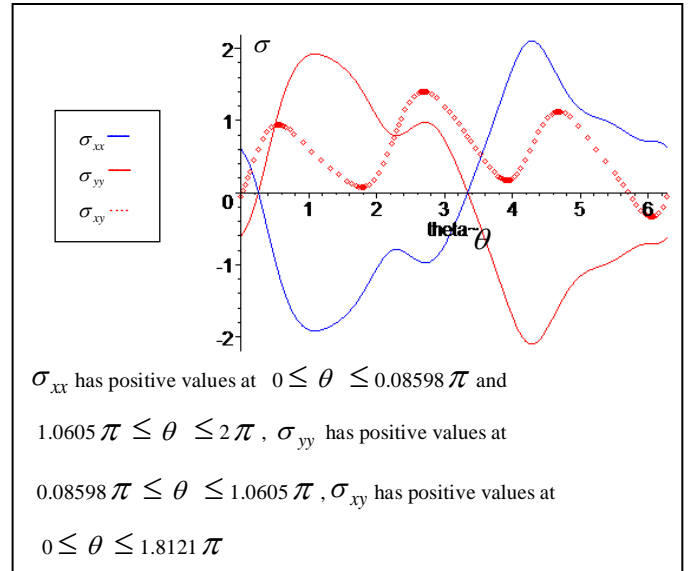 2
σ
σxx
1
σyy
σxy
0
1
2
3
4
5
6
theta~
θ
-1
-2
σxx has positive values at 0 ≤ θ ≤ 0.08598 π and
1.0605 π ≤ θ ≤ 2 π , σyy has positive values at
0.08598 π ≤ θ ≤ 1.0605 π , σxy has positive values at
0 ≤ θ ≤ 1.8121 π